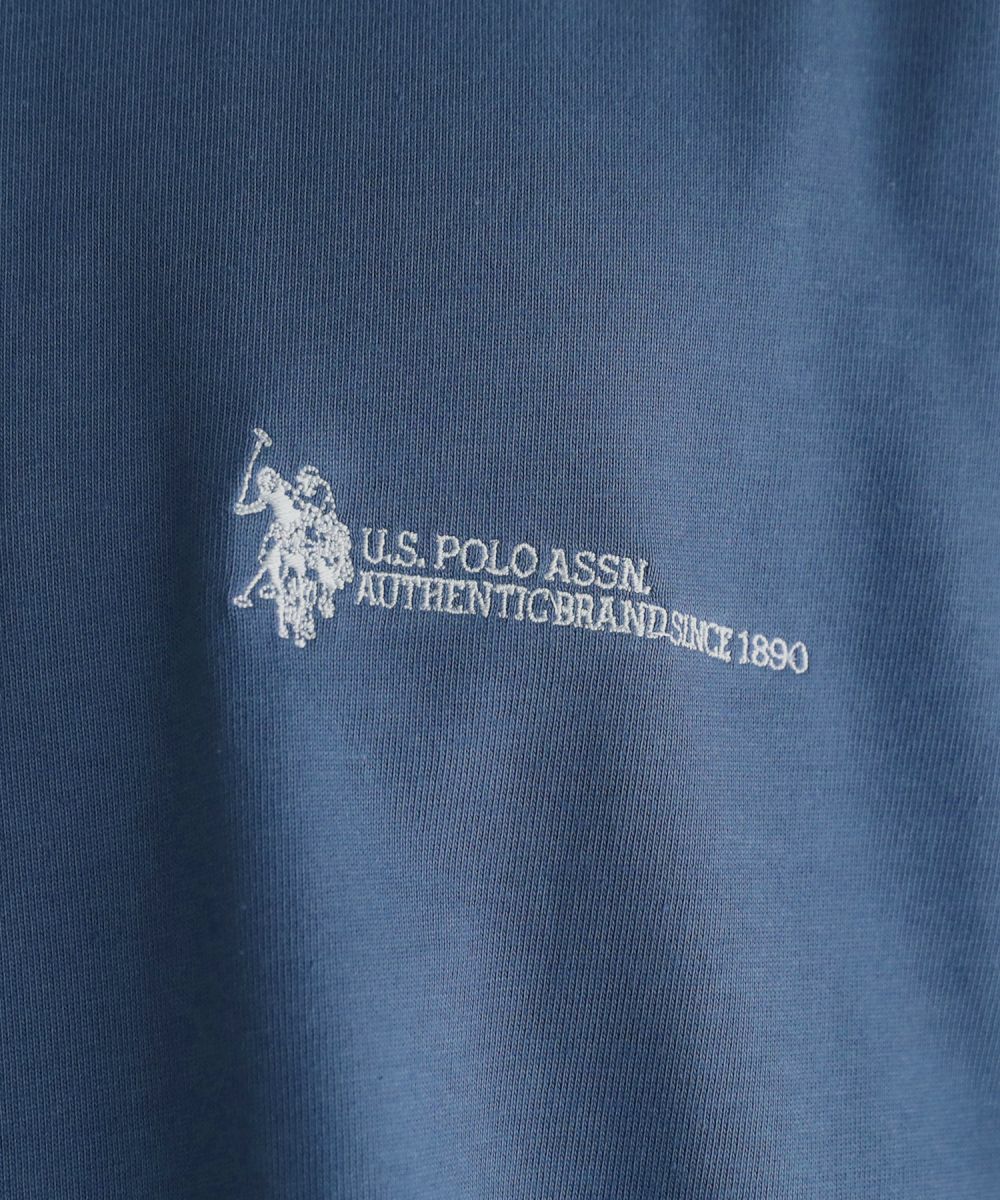 U.S. POLO ASSN.
AUTHENTIC BRAND SINCE 1890